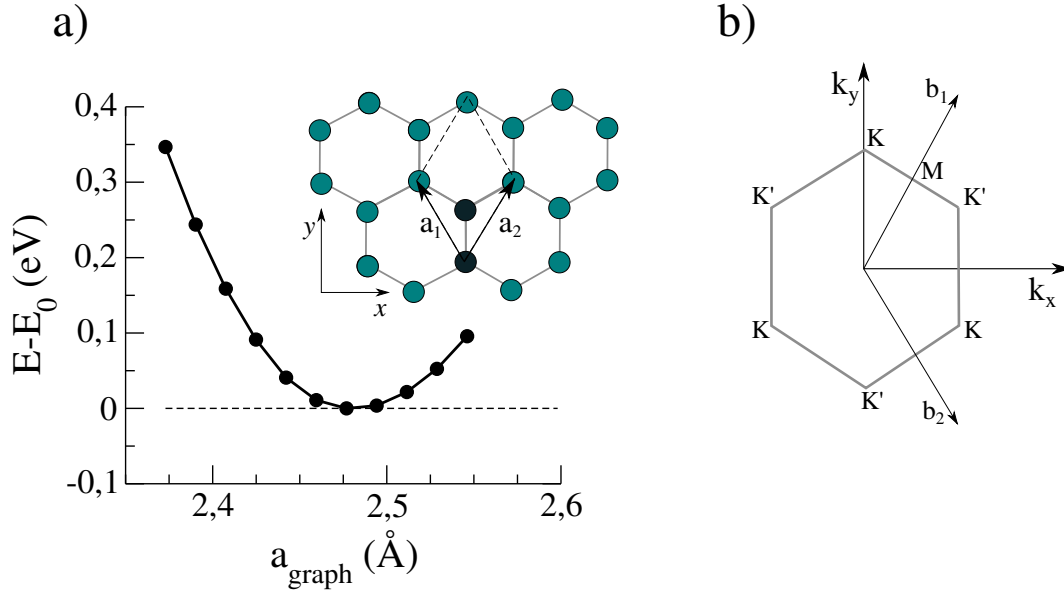 a)
b)
E-E0 (eV)
0,4
0,3
0,2
0,1
0
-0,1
2,4
2,5
2,6
agraph (Å)
y
x
a1
a2
ky
kx
b1
b2
K
M
K'
K'
K
K
K'